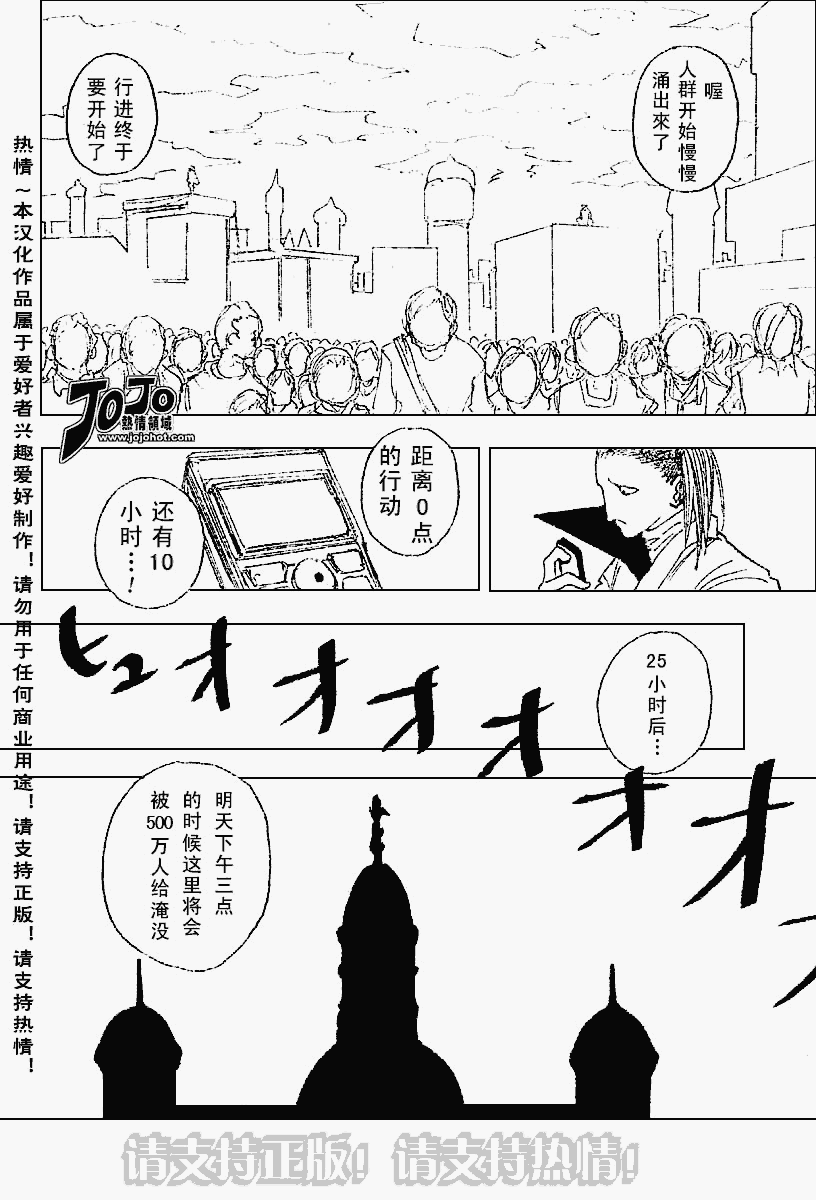 喔
人群开始慢慢
涌出來了
行进终于
要开始了
热情～本汉化作品属于爱好者兴趣爱好制作！请勿用于任何商业用途！请支持正版！请支持热情！
JOJO
熱情領域
www.jojohot.com
距离0点
的行动
还有10
小时…！
25
小时后…
ヒュオオオオオオオ
明天下午三点
的时候这里将会
被500万人给淹没
请支持正版！请支持热情！